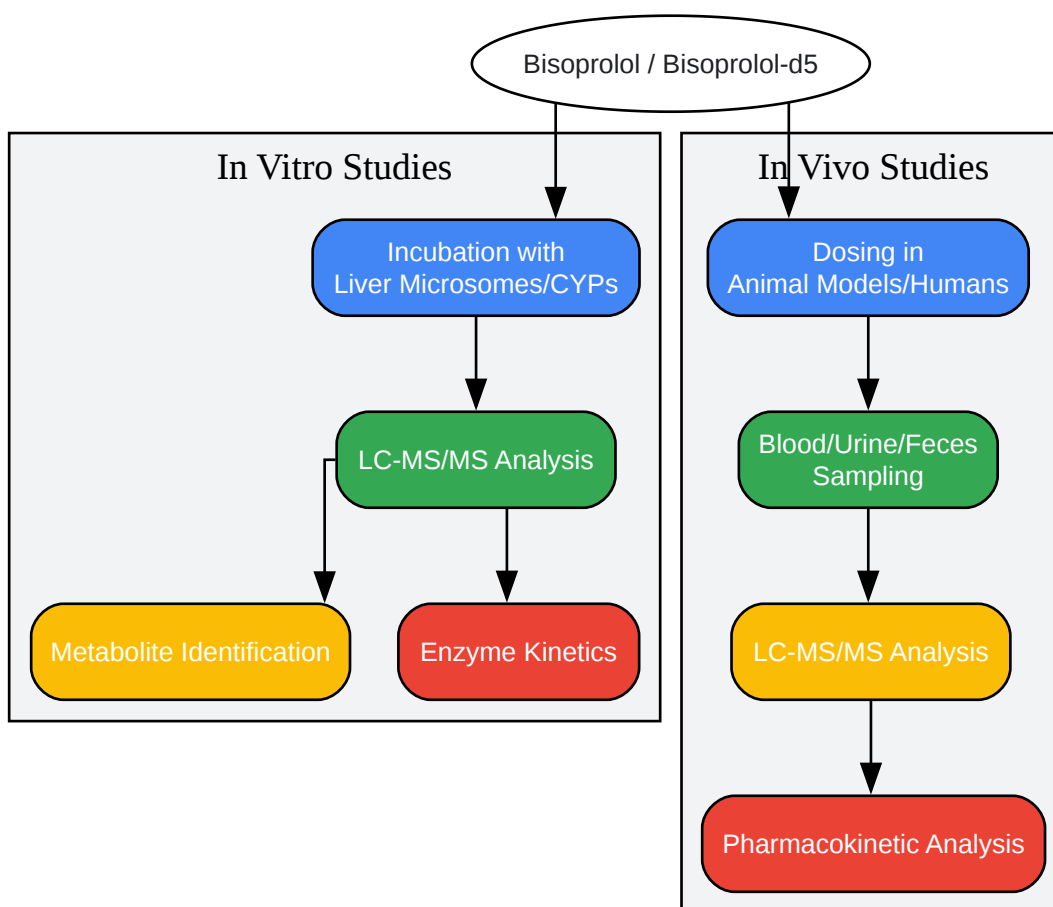 Bisoprolol / Bisoprolol-d5
In Vitro Studies
Incubation with
Liver Microsomes/CYPs
LC-MS/MS Analysis
Metabolite Identification
Enzyme Kinetics
In Vivo Studies
Dosing in
Animal Models/Humans
Blood/Urine/Feces
Sampling
LC-MS/MS Analysis
Pharmacokinetic Analysis